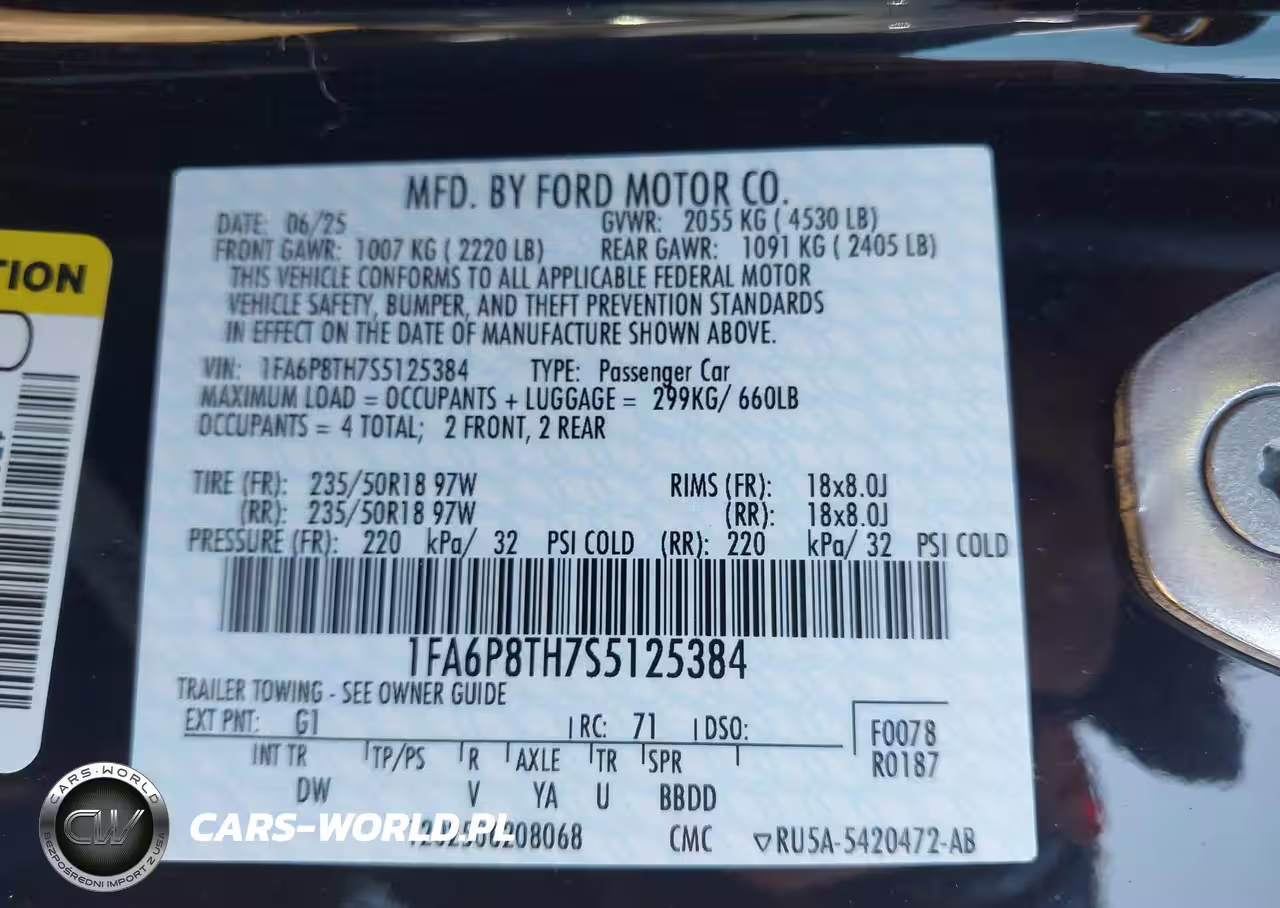 MFD. BY FORD MOTOR CO.
DATE: 06/25 GVWR: 2055 KG ( 4530 LB)
FRONT GAWR: 1007 KG ( 2220 LB) REAR GAWR: 1091 KG ( 2405 LB)
THIS VEHICLE CONFORMS TO ALL APPLICABLE FEDERAL MOTOR
VEHICLE SAFETY, BUMPER, AND THEFT PREVENTION STANDARDS
IN EFFECT ON THE DATE OF MANUFACTURE SHOWN ABOVE.
VIN: 1FA6P8TH7S5125384 TYPE: Passenger Car
MAXIMUM LOAD = OCCUPANTS + LUGGAGE = 299KG/ 660LB
OCCUPANTS = 4 TOTAL; 2 FRONT, 2 REAR
TIRE (FR): 235/50R18 97W RIMS (FR): 18x8.0J
(RR): 235/50R18 97W (RR): 18x8.0J
PRESSURE (FR): 220 kPa/ 32 PSI COLD (RR): 220 kPa/ 32 PSI COLD
1FA6P8TH7S5125384
TRAILER TOWING - SEE OWNER GUIDE
EXT PNT: G1 RC: 71 DSO:
F0078
R0187
INT TR TP/PS R AXLE TR SPR
DW V YA U BBDD
CMC ▽RU5A-5420472-AB
TION
CARS-WORLD.PL
CARS-WORLD
CW
BEZPOŚREDNI IMPORT Z USA